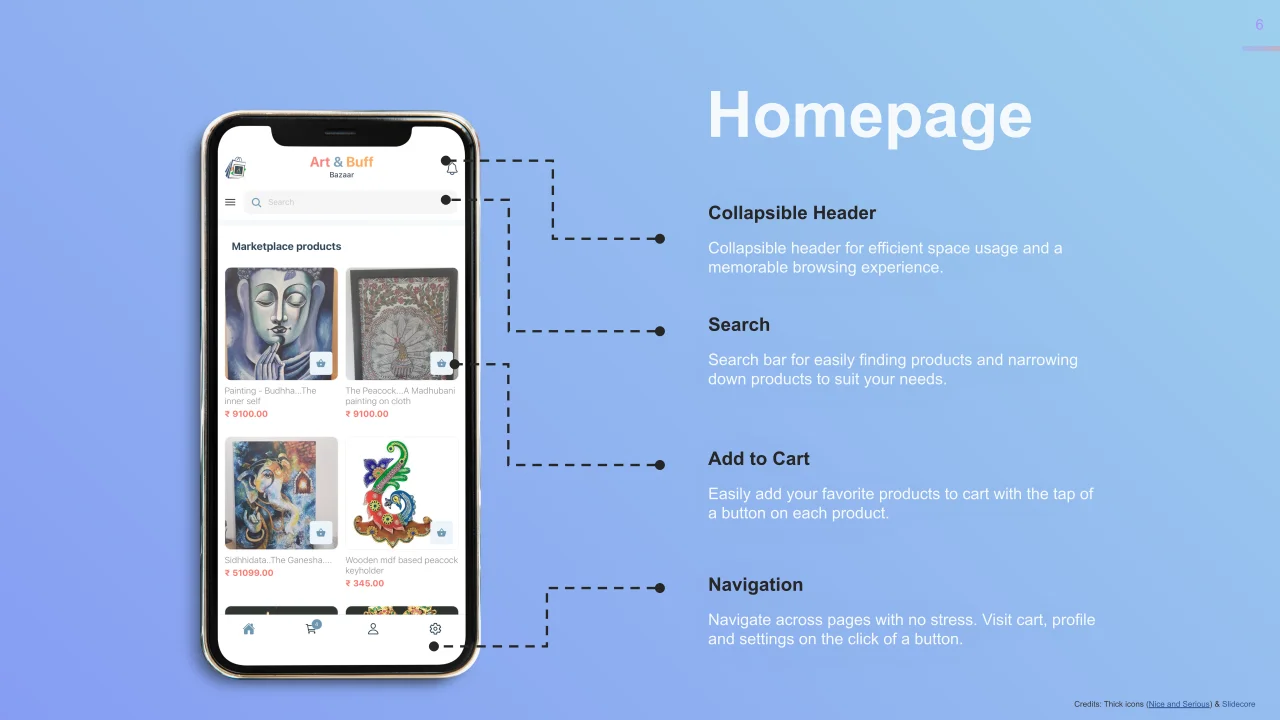 6
Homepage
Art & Buff
Bazaar
Search
Marketplace products
Painting - Budhha...The
inner self
₹ 9100.00
The Peacock...A Madhubani
painting on cloth
₹ 9100.00
Sidhhidata..The Ganesha....
₹ 51099.00
Wooden mdf based peacock
keyholder
₹ 345.00
Collapsible Header
Collapsible header for efficient space usage and a
memorable browsing experience.
Search
Search bar for easily finding products and narrowing
down products to suit your needs.
Add to Cart
Easily add your favorite products to cart with the tap of
a button on each product.
Navigation
Navigate across pages with no stress. Visit cart, profile
and settings on the click of a button.
Credits: Thick icons (Nice and Serious) & Slidecore